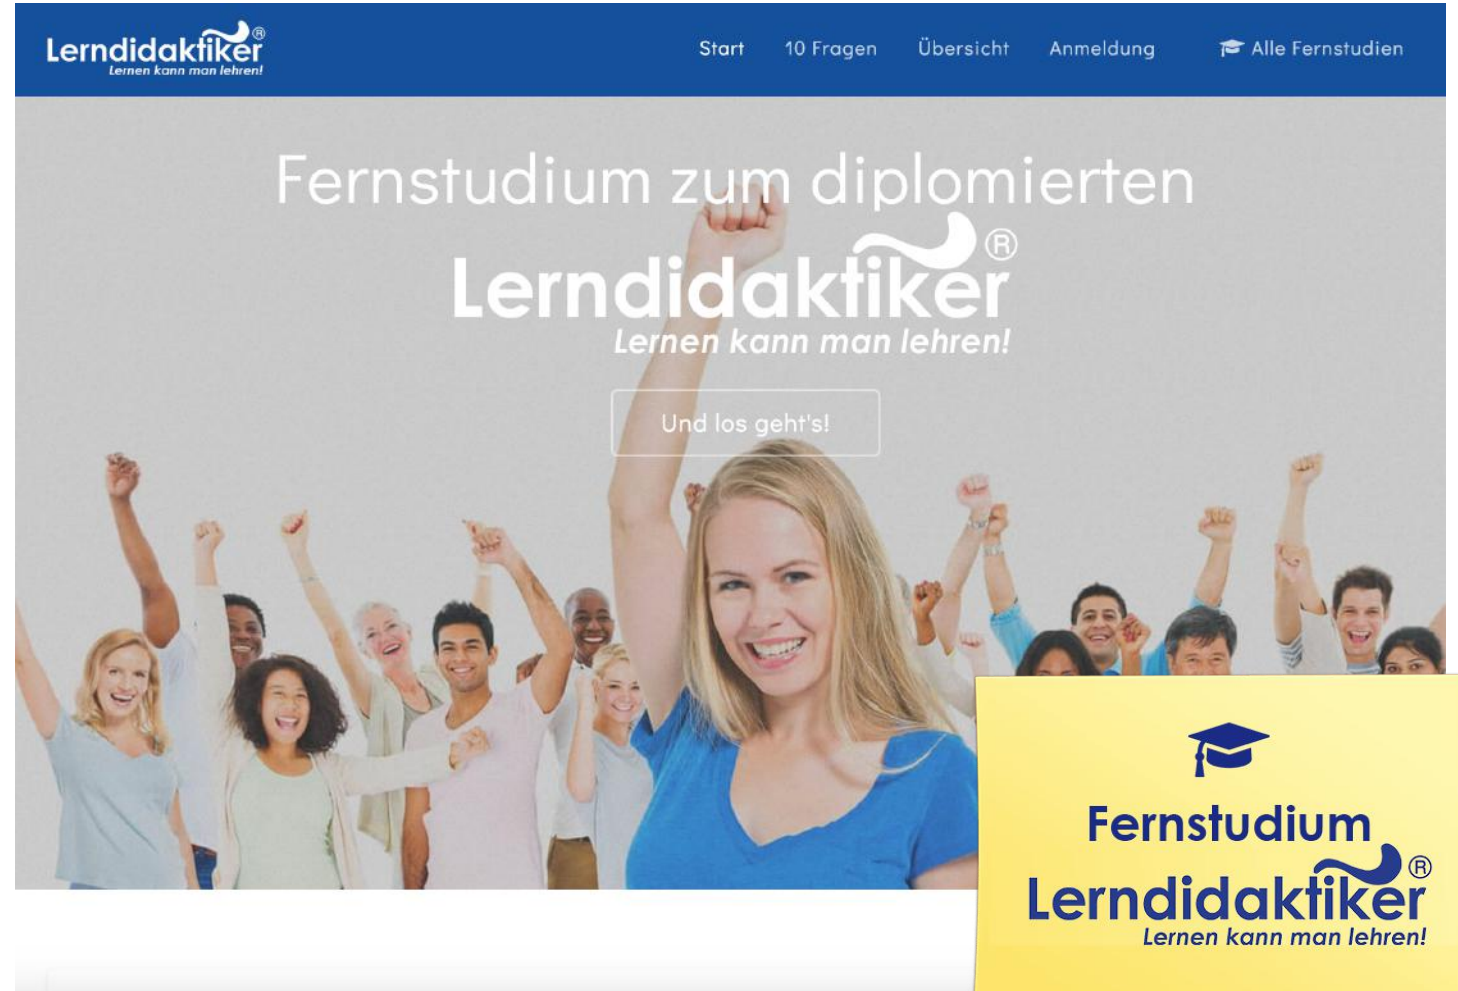 Lerndidaktiker®
Lernen kann man lehren!
Start 10 Fragen Übersicht Anmeldung Alle Fernstudien
Fernstudium zum diplomierten
Lerndidaktiker®
Lernen kann man lehren!
Und los geht's!
Fernstudium
Lerndidaktiker®
Lernen kann man lehren!